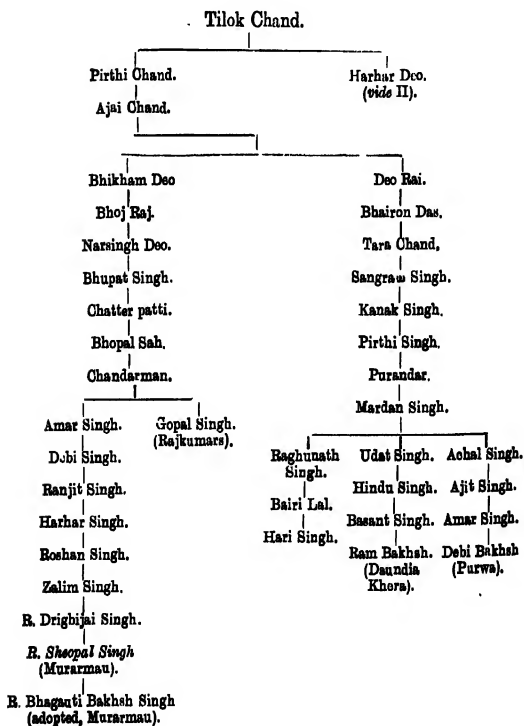 Tilok Chand.
Pirthi Chand. Harhar Deo.
(vide II).
Ajai Chand.
Bhikham Deo Deo Rai.
Bhoj Raj. Bhairon Das.
Narsingh Deo. Tara Chand,
Bhupat Singh. Sangram Singh.
Chatter patti. Kanak Singh.
Bhopal Sah. Pirthi Singh.
Chandarman. Purandar.
Mardan Singh.
Amar Singh. Gopal Singh.
(Rajkumars).
Debi Singh. Raghunath Udat Singh. Achal Singh.
Singh.
Ranjit Singh. Hindu Singh. Ajit Singh.
Bairi Lal.
Harhar Singh. Basant Singh. Amar Singh.
Hari Singh.
Roshan Singh. Ram Bakhsh. Debi Bakhsh
(Daundia (Purwa).
Khera).
Zalim Singh.
R. Drigbijai Singh.
R. Sheopal Singh
(Murarmau).
R. Bhagauti Bakhsh Singh
(adopted, Murarmau).